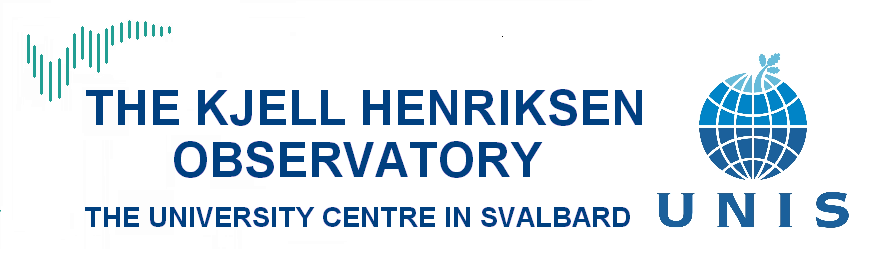 THE KJELL HENRIKSEN
OBSERVATORY
THE UNIVERSITY CENTRE IN SVALBARD
UNIS